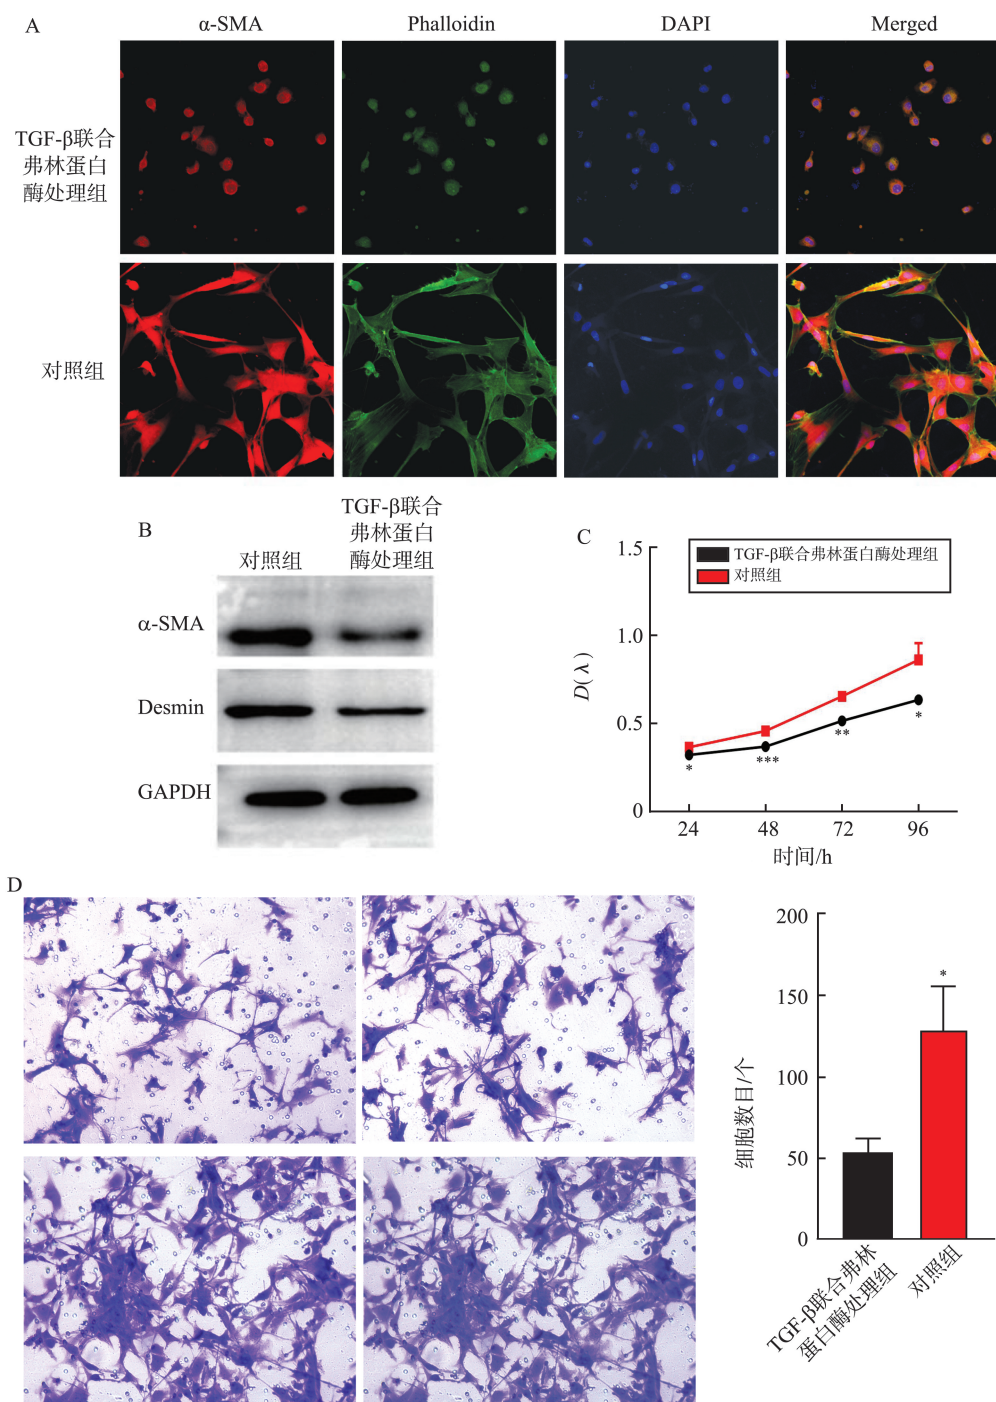 A
α-SMA
Phalloidin
DAPI
Merged
TGF-β联合
弗林蛋白
酶处理组
对照组
B
对照组
TGF-β联合
弗林蛋白
酶处理组
α-SMA
Desmin
GAPDH
C
1.5
1.0
0.5
0
D(λ)
TGF-β联合弗林蛋白酶处理组
对照组
*
***
**
*
24
48
72
96
时间/h
D
200
150
100
50
0
细胞数目/个
*
TGF-β联合弗林
蛋白酶处理组
对照组